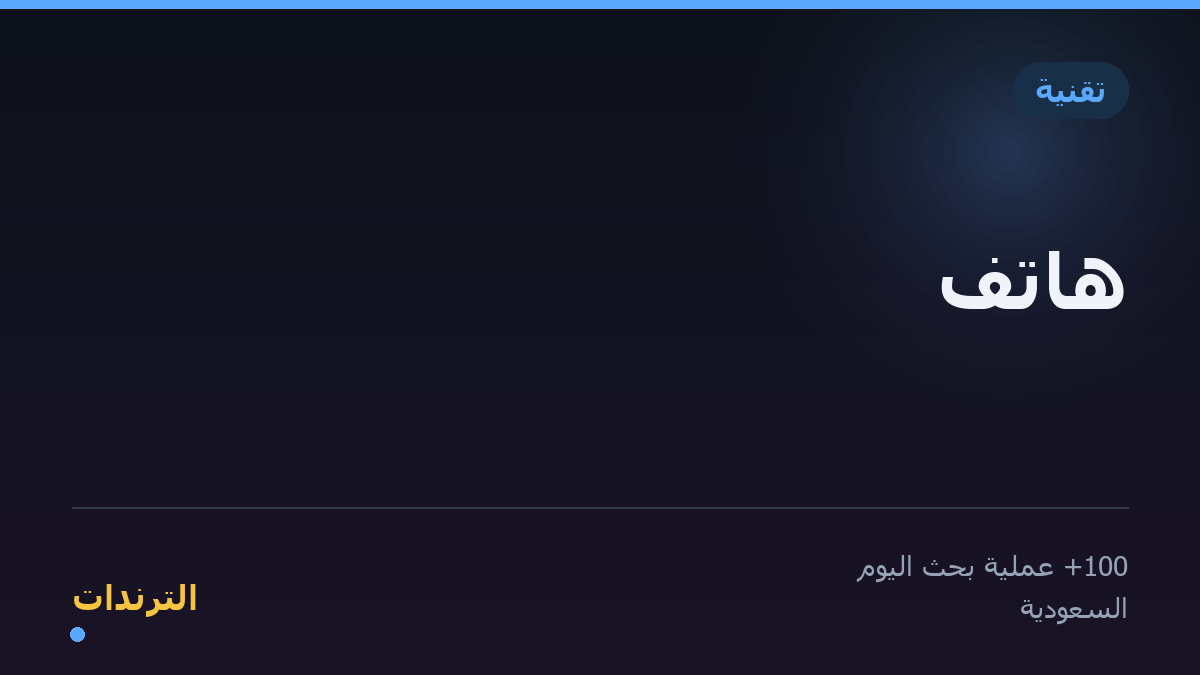 تقنية
هاتف
100+ عملية بحث اليوم
السعودية
الترندات